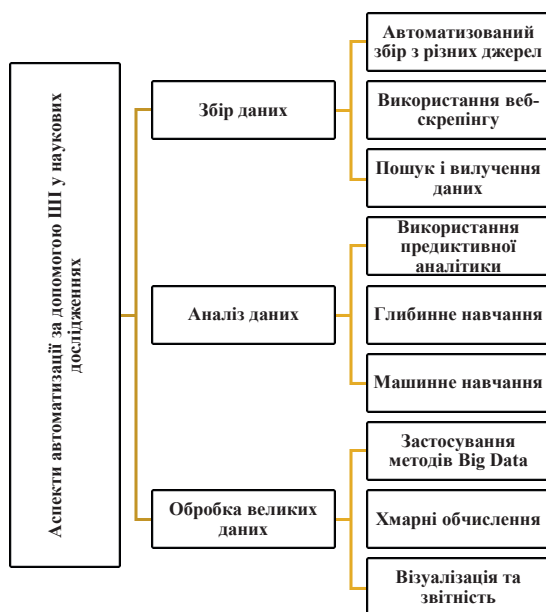 Аспекти автоматизації за допомогою ШІ у наукових
дослідженнях
Збір даних
Автоматизований
збір з різних джерел
Використання веб-
скрепінгу
Пошук і вилучення
даних
Аналіз даних
Використання
предиктивної
аналітики
Глибинне навчання
Машинне навчання
Обробка великих
даних
Застосування
методів Big Data
Хмарні обчислення
Візуалізація та
звітність